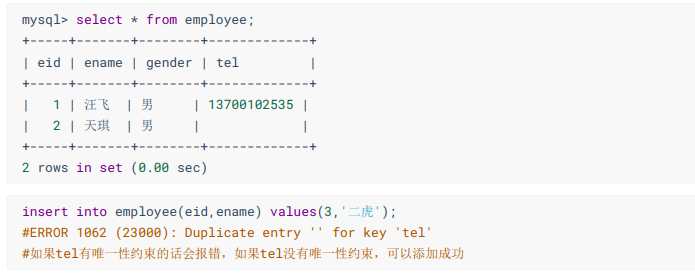 mysql> select * from employee;
+-----+-------+--------+-------------+
| eid | ename | gender | tel         |
+-----+-------+--------+-------------+
|   1 | 汪飞  | 男     | 13700102535 |
|   2 | 天琪  | 男     |             |
+-----+-------+--------+-------------+
2 rows in set (0.00 sec)
insert into employee(eid,ename) values(3,'二虎');
#ERROR 1062 (23000): Duplicate entry '' for key 'tel'
#如果tel有唯一性约束的话会报错，如果tel没有唯一性约束，可以添加成功